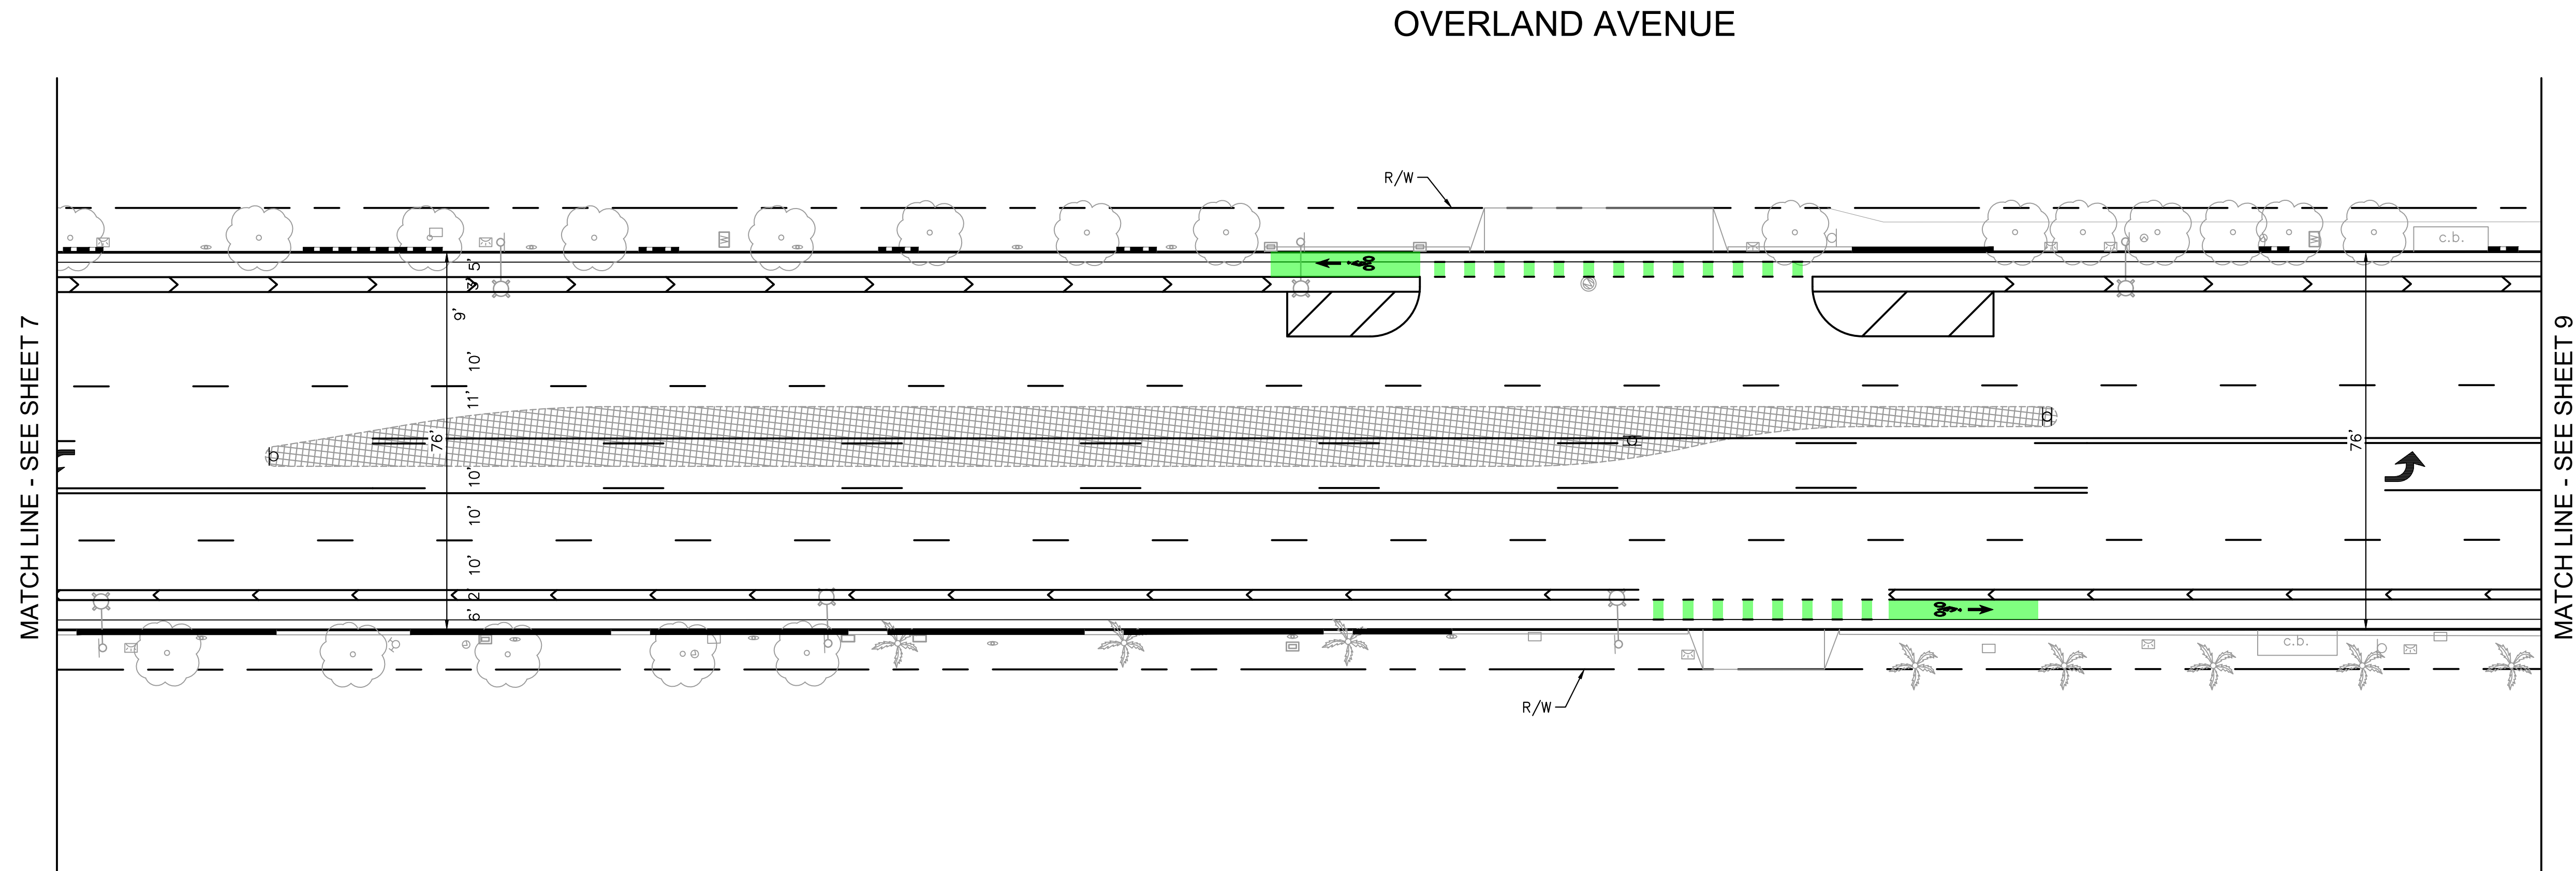 OVERLAND AVENUE
R/W
c.b.
5'
3'
9'
10'
11'
76'
76'
10'
10'
10'
2'
6'
c.b.
R/W
MATCH LINE - SEE SHEET 7
MATCH LINE - SEE SHEET 9